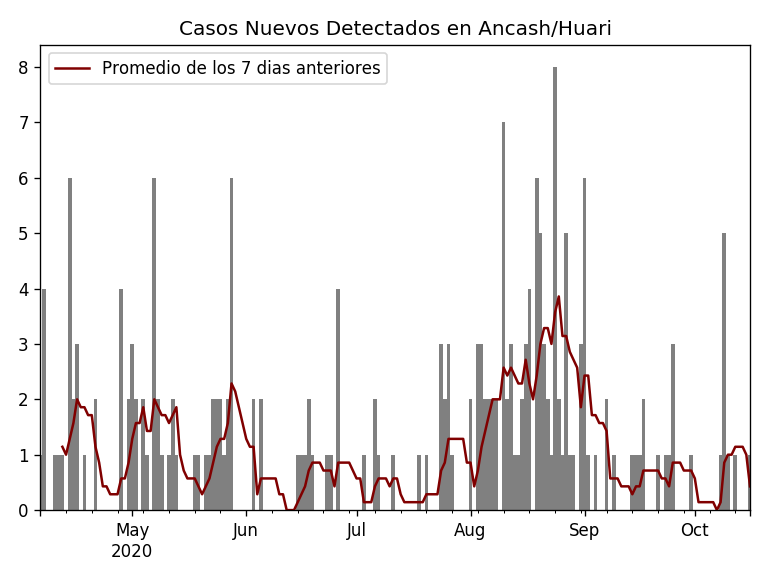 Casos Nuevos Detectados en Ancash/Huari
Promedio de los 7 dias anteriores
8
7
6
5
4
3
2
1
0
May
2020
Jun
Jul
Aug
Sep
Oct